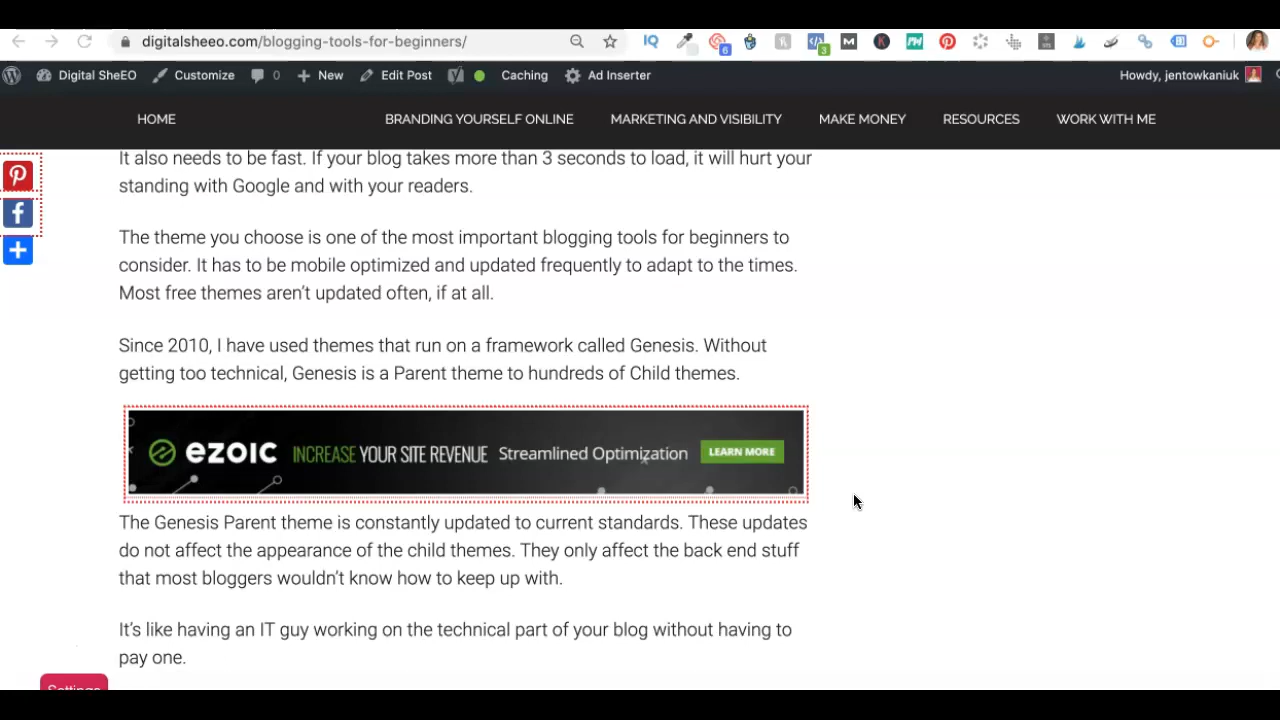 digitalsheeo.com/blogging-tools-for-beginners/
IQ
6
3
M
K
Digital SheEO
Customize
0
New
Edit Post
Caching
Ad Inserter
Howdy, jentowkaniuk
HOME
BRANDING YOURSELF ONLINE
MARKETING AND VISIBILITY
MAKE MONEY
RESOURCES
WORK WITH ME
It also needs to be fast. If your blog takes more than 3 seconds to load, it will hurt your
standing with Google and with your readers.
The theme you choose is one of the most important blogging tools for beginners to
consider. It has to be mobile optimized and updated frequently to adapt to the times.
Most free themes aren't updated often, if at all.
Since 2010, I have used themes that run on a framework called Genesis. Without
getting too technical, Genesis is a Parent theme to hundreds of Child themes.
ezoic INCREASE YOUR SITE REVENUE Streamlined Optimization LEARN MORE
The Genesis Parent theme is constantly updated to current standards. These updates
do not affect the appearance of the child themes. They only affect the back end stuff
that most bloggers wouldn't know how to keep up with.
It's like having an IT guy working on the technical part of your blog without having to
pay one.
Settings